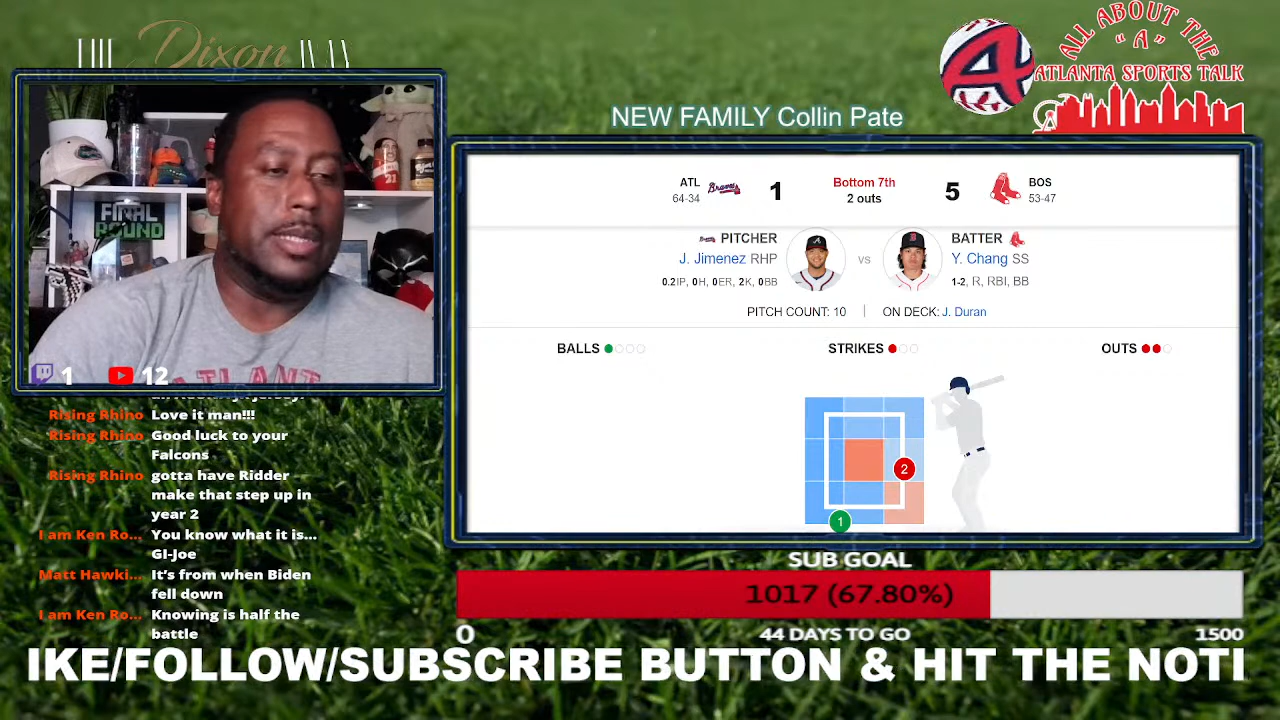 Dixon
ALL ABOUT THE
"A"
ATLANTA SPORTS TALK
NEW FAMILY Collin Pate
FINAL
ROUND
ATLANT
1
12
ATL
64-34
Braves
1
Bottom 7th
2 outs
5
BOS
53-47
PITCHER
J. Jimenez RHP
0.2IP, 0H, 0ER, 2K, 0BB
vs
BATTER
Y. Chang SS
1-2, R, RBI, BB
PITCH COUNT: 10
ON DECK: J. Duran
BALLS
STRIKES
OUTS
2
1
Rising Rhino Love it man!!!
Rising Rhino Good luck to your
Falcons
Rising Rhino gotta have Ridder
make that step up in
year 2
I am Ken Ro... You know what it is...
GI-Joe
Matt Hawki... It's from when Biden
fell down
I am Ken Ro... Knowing is half the
battle
SUB GOAL
1017 (67.80%)
0
44 DAYS TO GO
1500
IKE/FOLLOW/SUBSCRIBE BUTTON & HIT THE NOTI